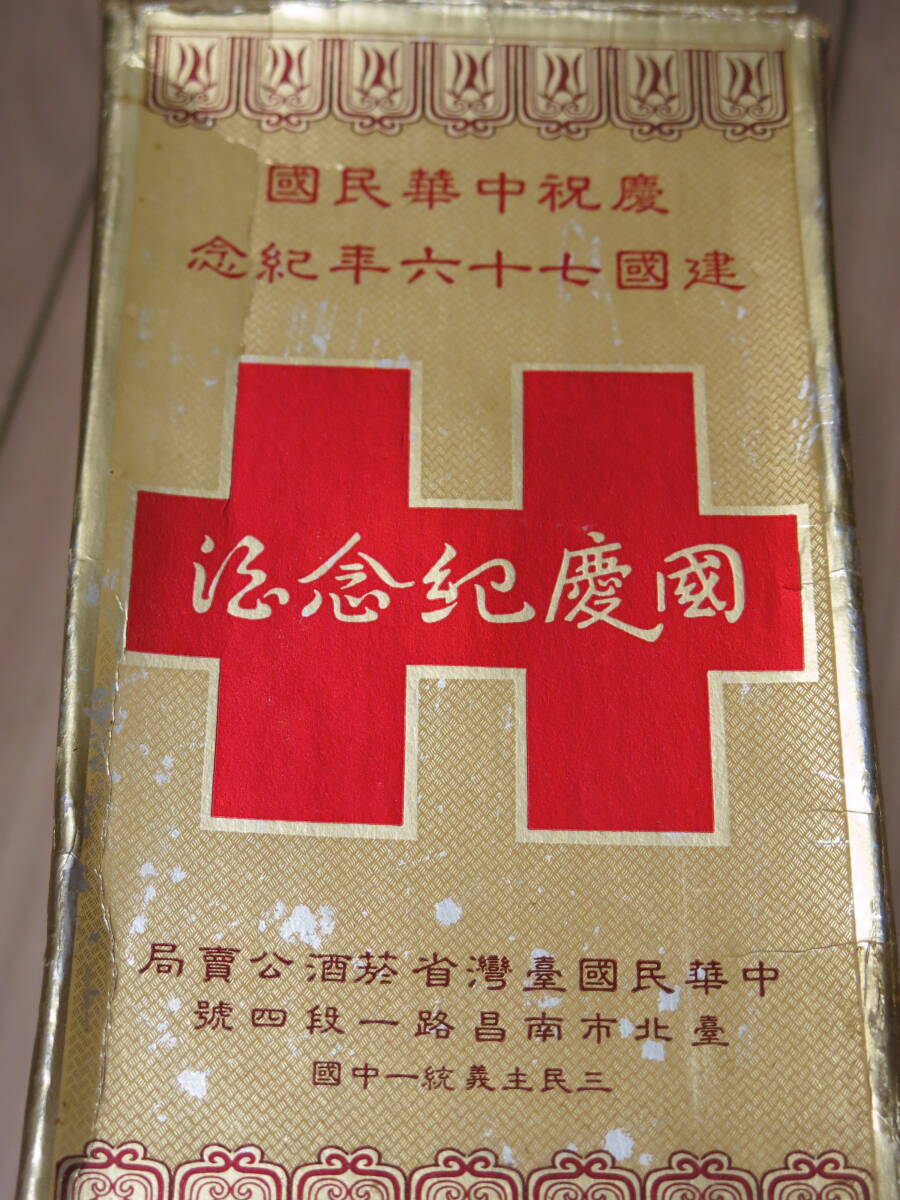 慶祝中華民國
建國七十六年紀念
國慶紀念酒
中華民國臺灣省菸酒公賣局
臺北市南昌路一段四號
三民主義統一中國